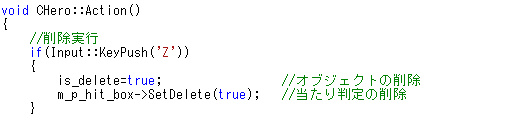 void CHero::Action()
{
    //削除実行
    if(Input::KeyPush('Z'))
    {
        is_delete=true;                //オブジェクトの削除
        m_p_hit_box->SetDelete(true);   //当たり判定の削除
    }